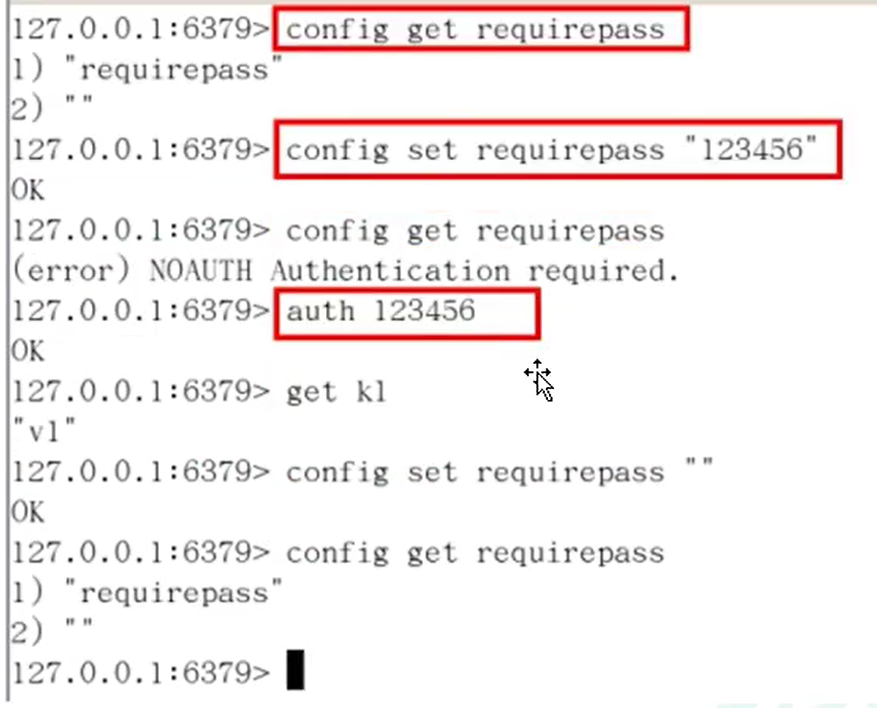 127.0.0.1:6379> config get requirepass
1) "requirepass"
2) ""
127.0.0.1:6379> config set requirepass "123456"
OK
127.0.0.1:6379> config get requirepass
(error) NOAUTH Authentication required.
127.0.0.1:6379> auth 123456
OK
127.0.0.1:6379> get k1
"v1"
127.0.0.1:6379> config set requirepass ""
OK
127.0.0.1:6379> config get requirepass
1) "requirepass"
2) ""
127.0.0.1:6379>